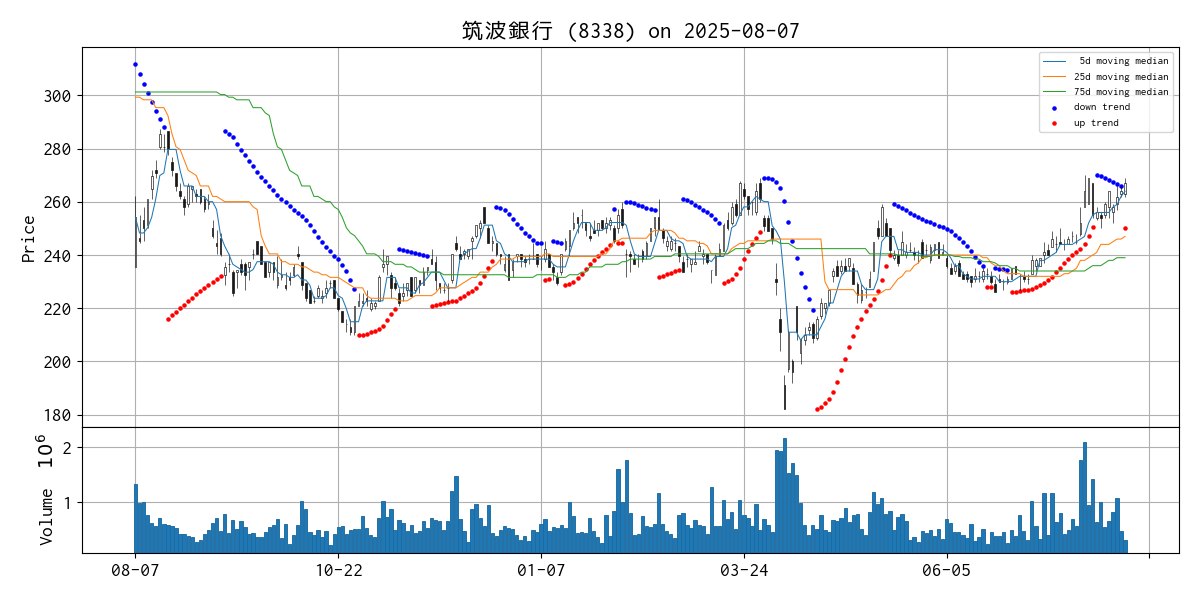 筑波銀行 (8338) on 2025-08-07
5d moving median
25d moving median
75d moving median
down trend
up trend
Price
300
280
260
240
220
200
180
Volume 10^6
2
1
08-07
10-22
01-07
03-24
06-05